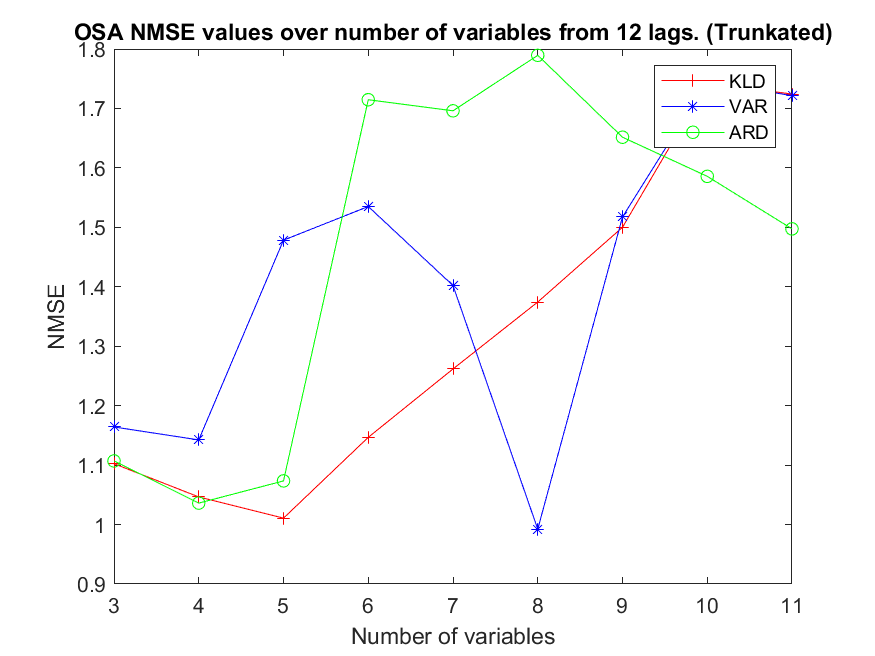 OSA NMSE values over number of variables from 12 lags. (Trunkated)
1.8
1.7
1.6
1.5
1.4
1.3
1.2
1.1
1
0.9
NMSE
KLD
VAR
ARD
3 4 5 6 7 8 9 10 11
Number of variables